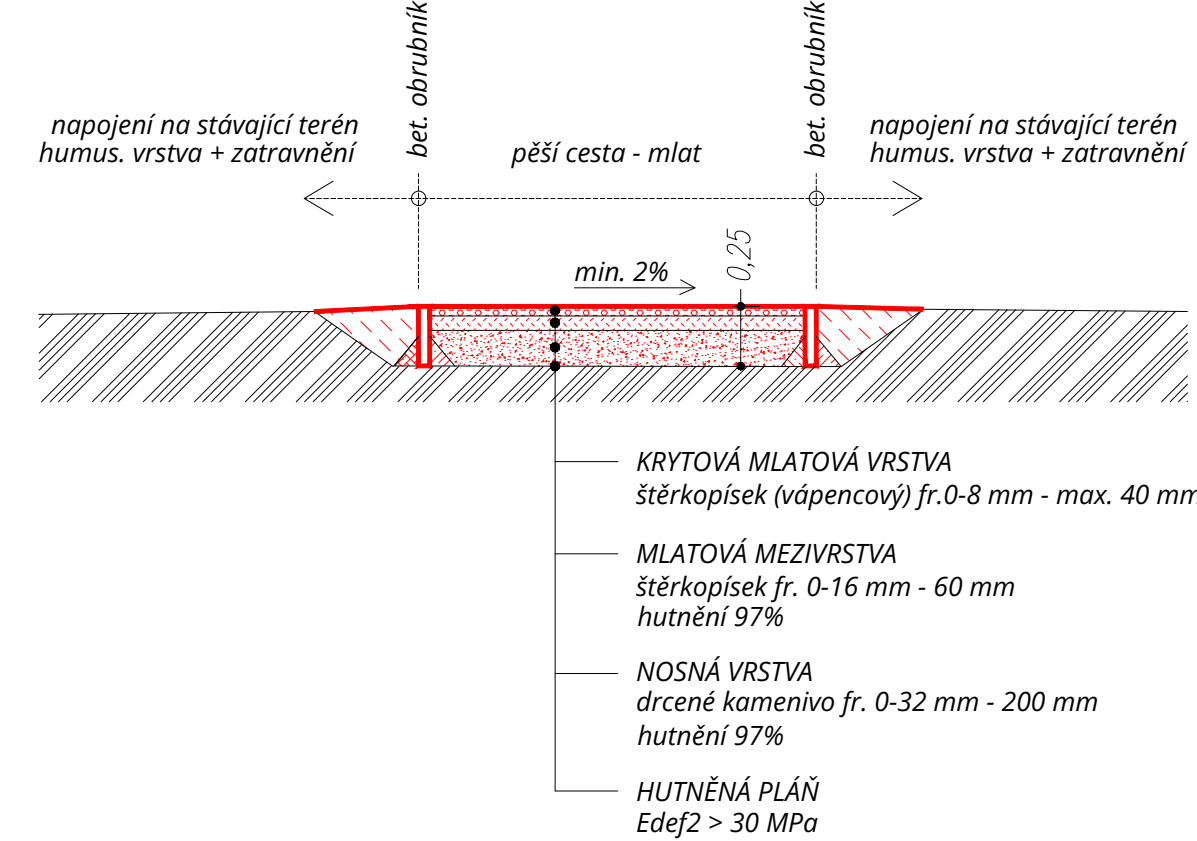 bet. obrubník
bet. obrubník
napojení na stávající terén
humus. vrstva + zatravnění
pěší cesta - mlat
napojení na stávající terén
humus. vrstva + zatravnění
min. 2%
0,25
KRYTOVÁ MLATOVÁ VRSTVA
štěrkopísek (vápencový) fr.0-8 mm - max. 40 mm
MLATOVÁ MEZIVRSTVA
štěrkopísek fr. 0-16 mm - 60 mm
hutnění 97%
NOSNÁ VRSTVA
drcené kamenivo fr. 0-32 mm - 200 mm
hutnění 97%
HUTNĚNÁ PLÁŇ
Edef2 > 30 MPa